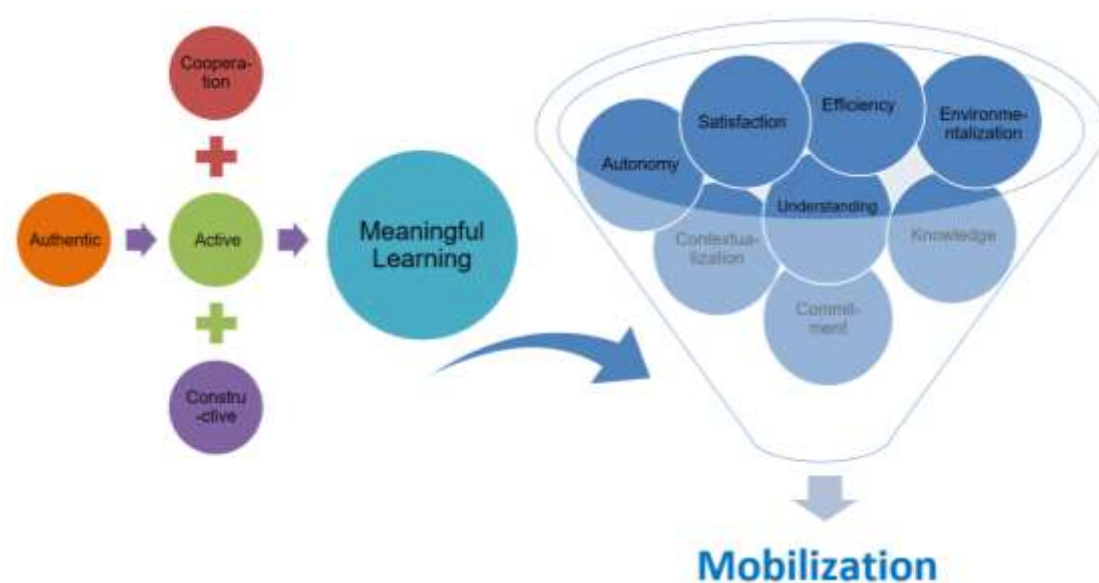 Coopera-
tion
Authentic
Active
Constru
-ctive
Meaningful
Learning
Autonomy
Satisfaction
Efficiency
Environme-
ntalization
Contextua-
lization
Understanding
Knowledge
Commit-
ment
Mobilization